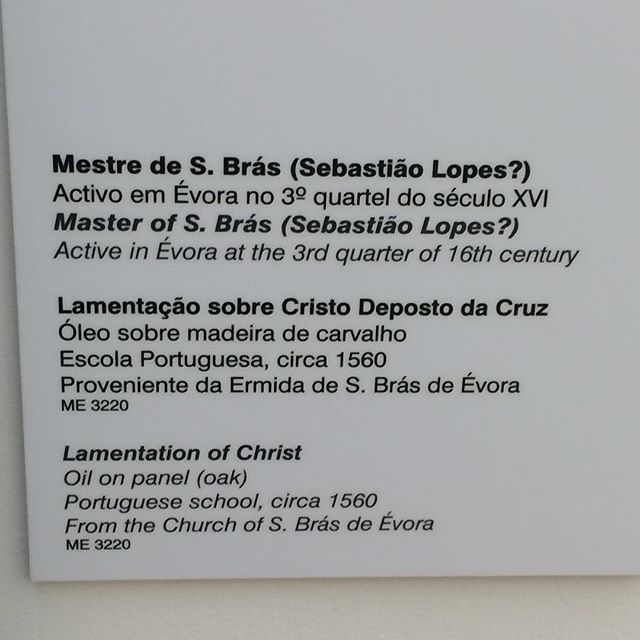 Mestre de S. Brás (Sebastião Lopes?)
Activo em Évora no 3º quartel do século XVI
Master of S. Brás (Sebastião Lopes?)
Active in Évora at the 3rd quarter of 16th century
Lamentação sobre Cristo Deposto da Cruz
Óleo sobre madeira de carvalho
Escola Portuguesa, circa 1560
Proveniente da Ermida de S. Brás de Évora
ME 3220
Lamentation of Christ
Oil on panel (oak)
Portuguese school, circa 1560
From the Church of S. Brás de Évora
ME 3220